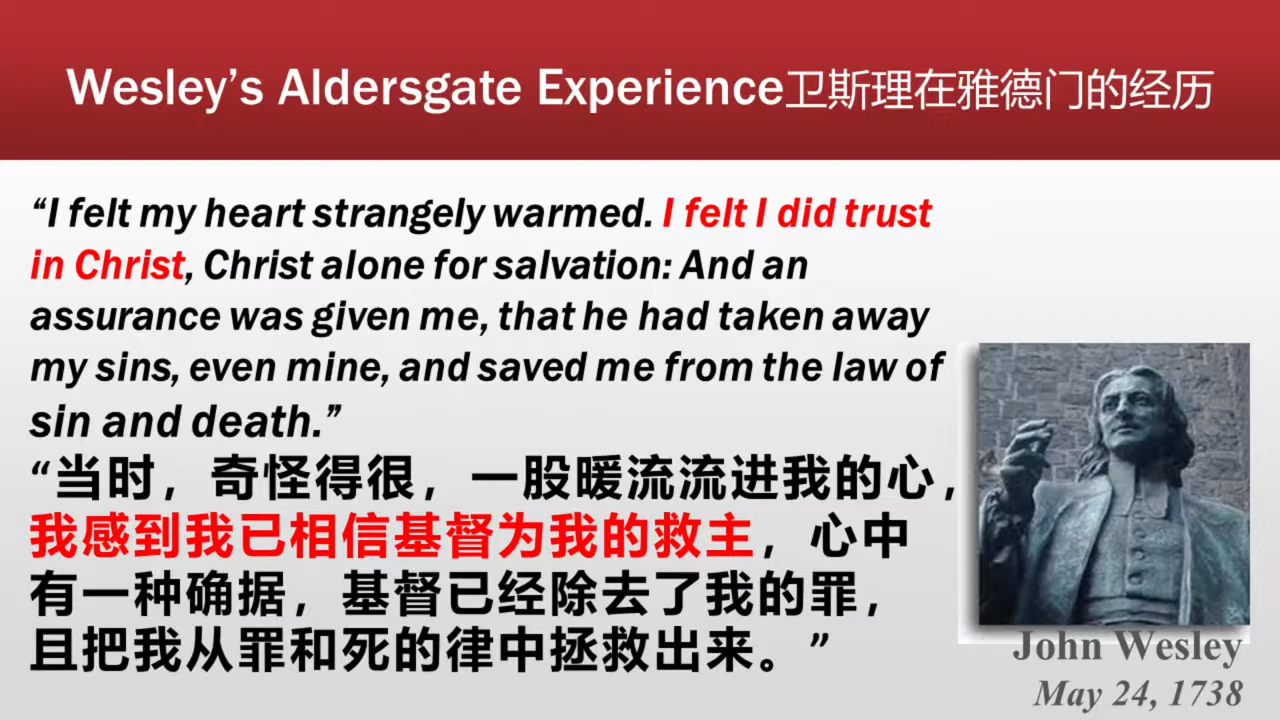 Wesley’s Aldersgate Experience卫斯理在雅德门的经历
“I felt my heart strangely warmed. I felt I did trust
in Christ, Christ alone for salvation: And an
assurance was given me, that he had taken away
my sins, even mine, and saved me from the law of
sin and death.”
“当时，奇怪得很，一股暖流流进我的心，
我感到我已相信基督为我的救主，心中
有一种确据，基督已经除去了我的罪，
且把我从罪和死的律中拯救出来。”
John Wesley
May 24, 1738